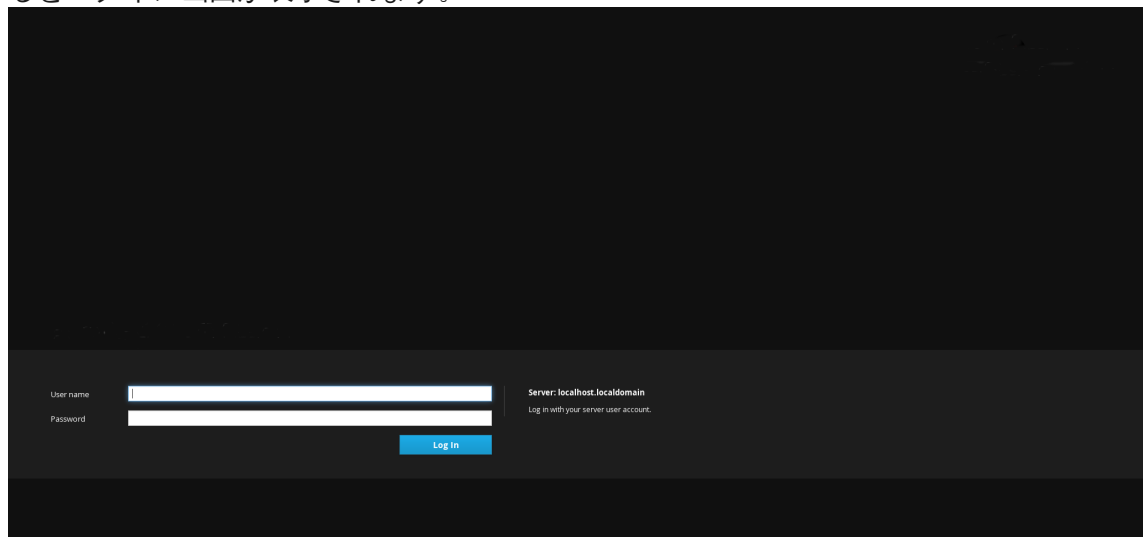 User name
Password
Log In
Server: localhost.localdomain
Log in with your server user account.